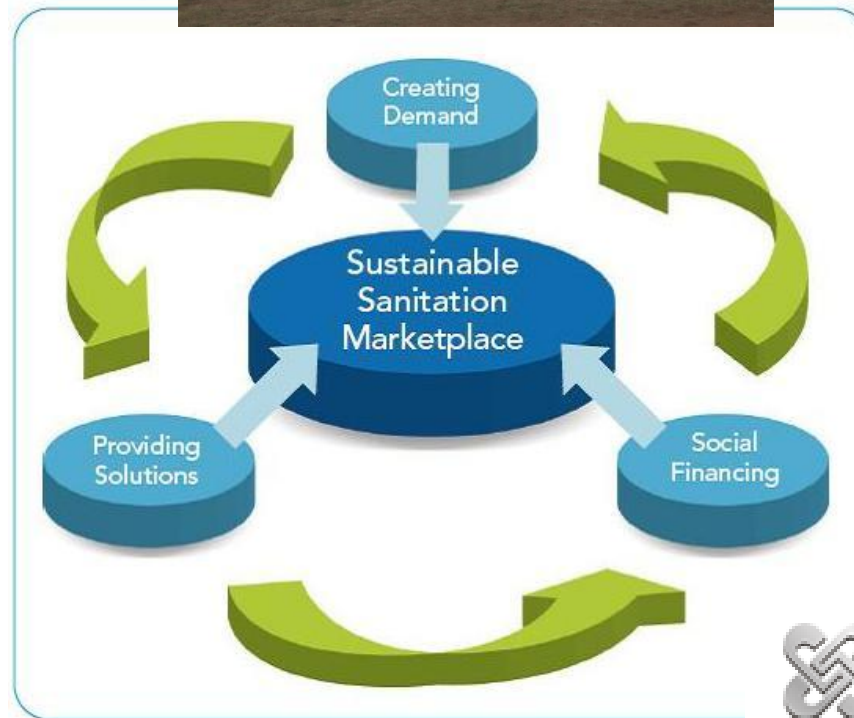 Creating
Demand
Sustainable
Sanitation
Marketplace
Providing
Solutions
Social
Financing